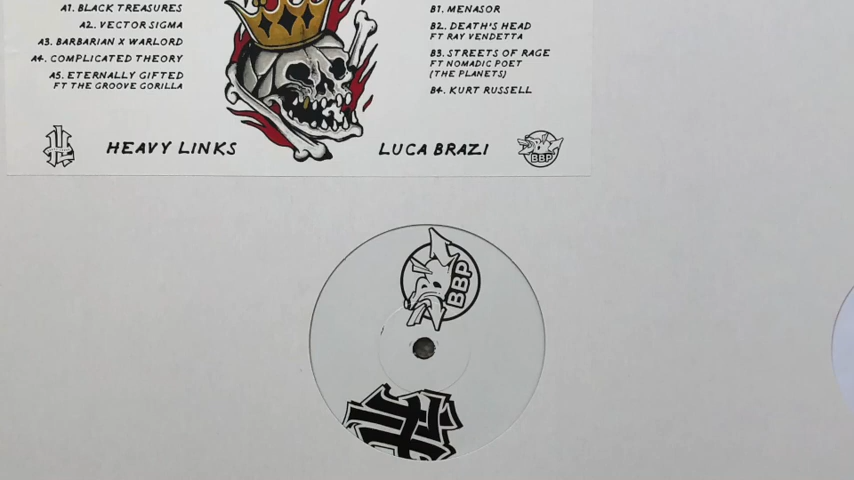 A1. BLACK TREASURES
A2. VECTOR SIGMA
A3. BARBARIAN X WARLORD
A4. COMPLICATED THEORY
A5. ETERNALLY GIFTED
FT THE GROOVE GORILLA
B1. MENASOR
B2. DEATH'S HEAD
FT RAY VENDETTA
B3. STREETS OF RAGE
FT NOMADIC POET
(THE PLANETS)
B4. KURT RUSSELL
HL
HEAVY LINKS
LUCA BRAZI
BBP
BBP
HL